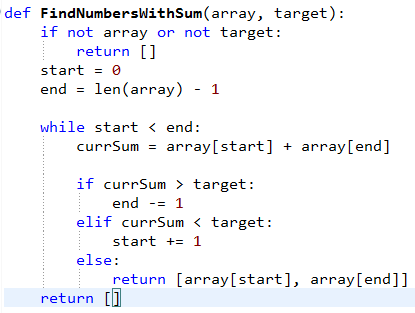 def FindNumbersWithSum(array, target):
    if not array or not target:
        return []
    start = 0
    end = len(array) - 1

    while start < end:
        currSum = array[start] + array[end]

        if currSum > target:
            end -= 1
        elif currSum < target:
            start += 1
        else:
            return [array[start], array[end]]
    return []